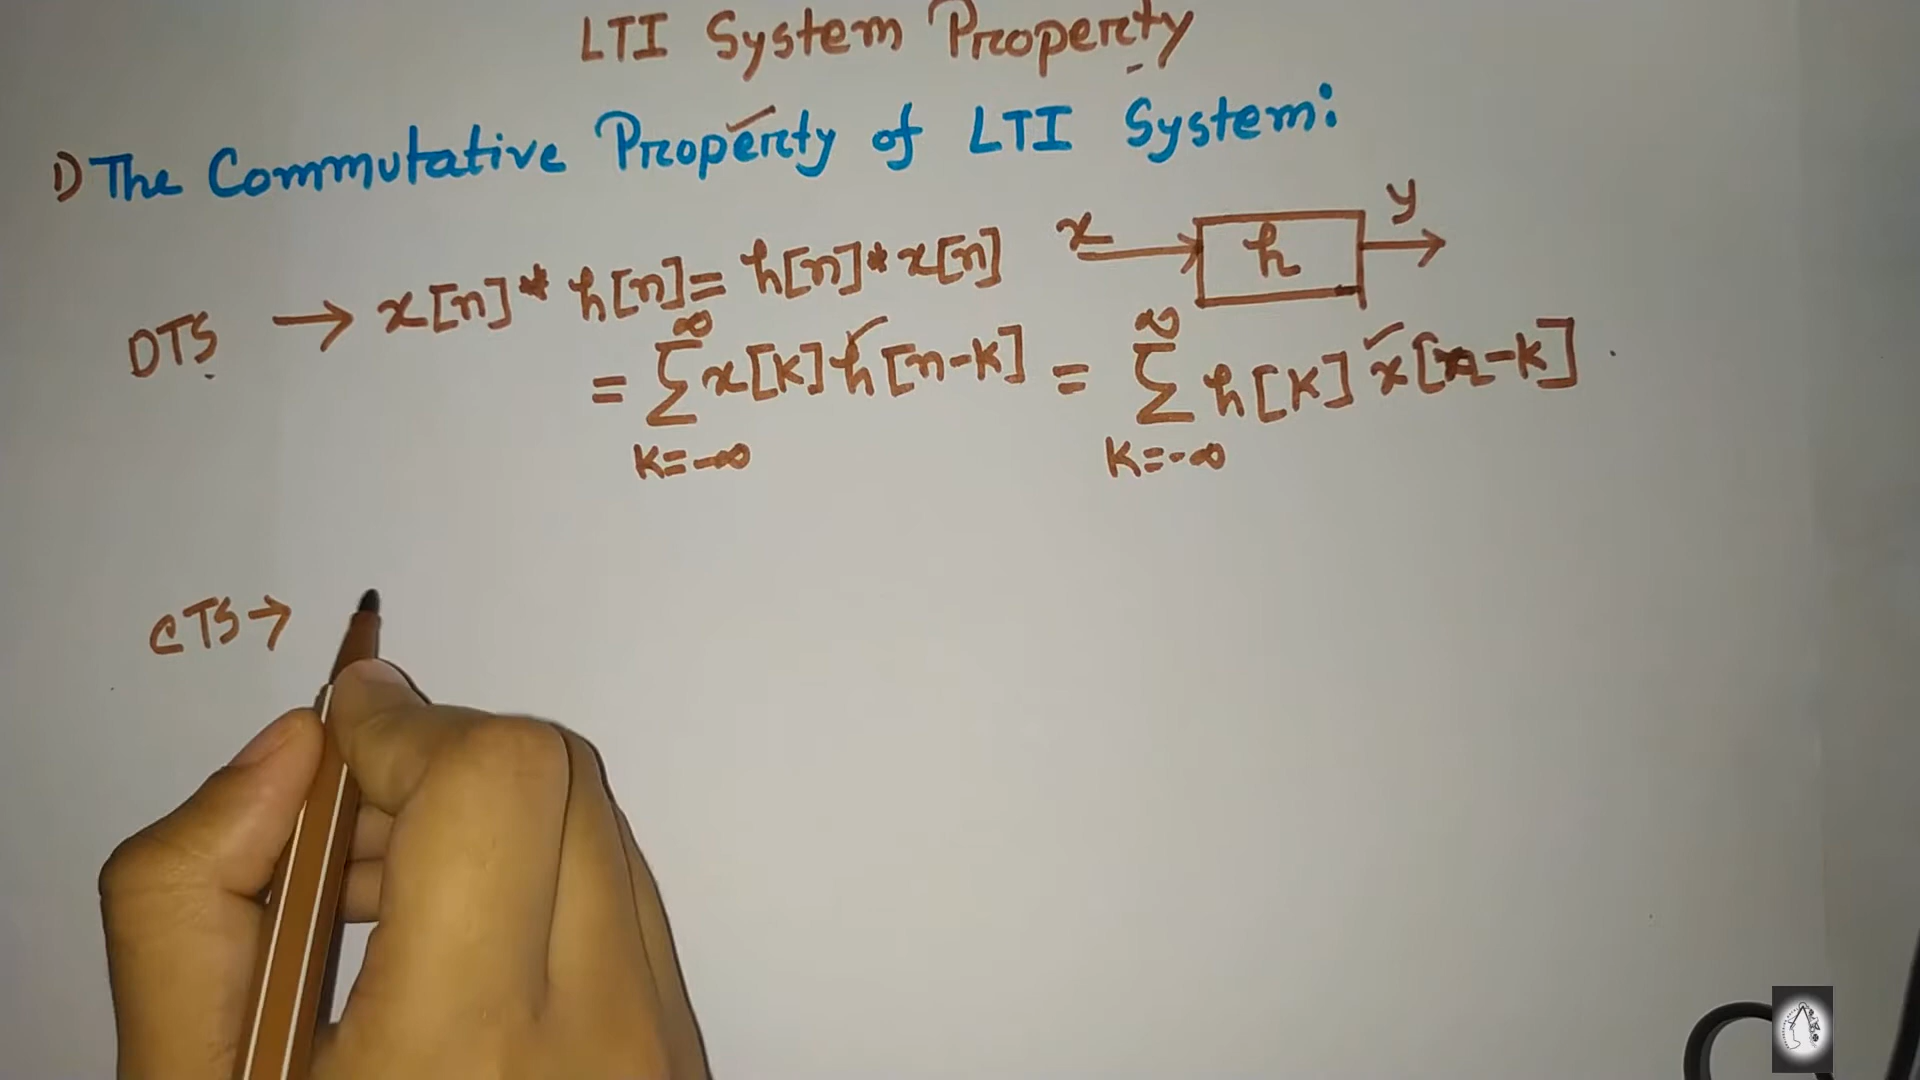 LTI System Property
1) The Commutative Property of LTI System:
DTS → x[n] * h[n] = h[n] * x[n]
x → h → y
= ∞ Σ k=-∞ x[k] h[n-k] = ∞ Σ k=-∞ h[k] x[n-k]
CTS →